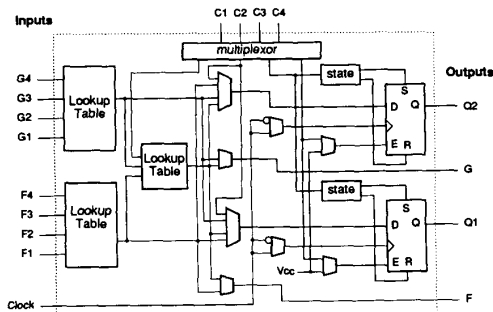 C1 C2 C3 C4
Inputs
multiplexor
Outputs
G4
G3
G2
G1
Lookup
Table
state
S
D Q
E R
Q2
Lookup
Table
G
F4
F3
F2
F1
Lookup
Table
state
S
D Q
E R
Q1
Vcc
Clock
F